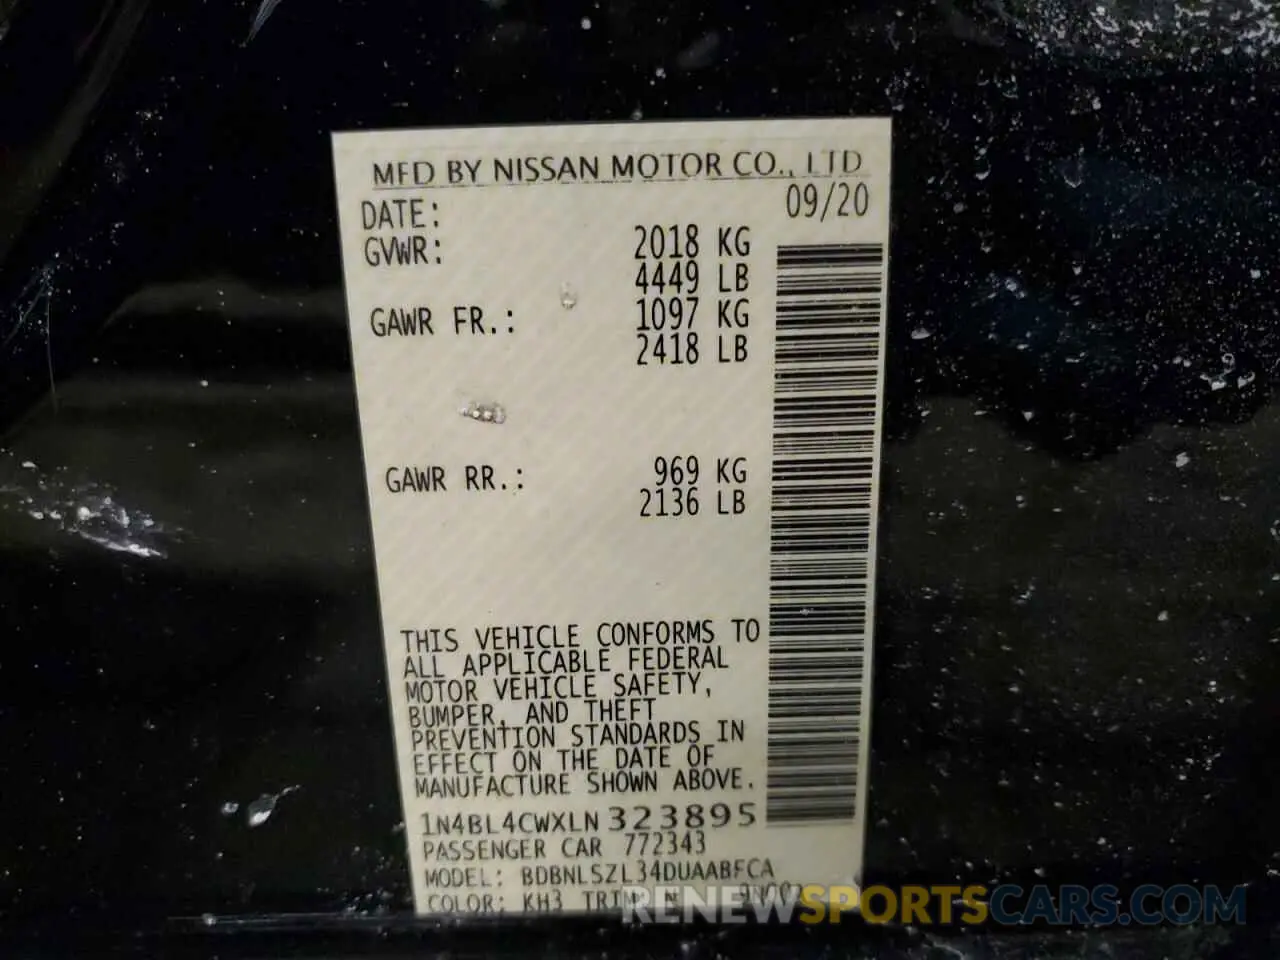 MFD BY NISSAN MOTOR CO., LTD
DATE: 09/20
GVWR: 2018 KG
4449 LB
GAWR FR.: 1097 KG
2418 LB
GAWR RR.: 969 KG
2136 LB
THIS VEHICLE CONFORMS TO
ALL APPLICABLE FEDERAL
MOTOR VEHICLE SAFETY,
BUMPER, AND THEFT
PREVENTION STANDARDS IN
EFFECT ON THE DATE OF
MANUFACTURE SHOWN ABOVE.
1N4BL4CWXLN323895
PASSENGER CAR 772343
MODEL: BDBNLSZL34DUAABFCA
COLOR: KH3 TRIM:
RENEWSPORTSCARS.COM